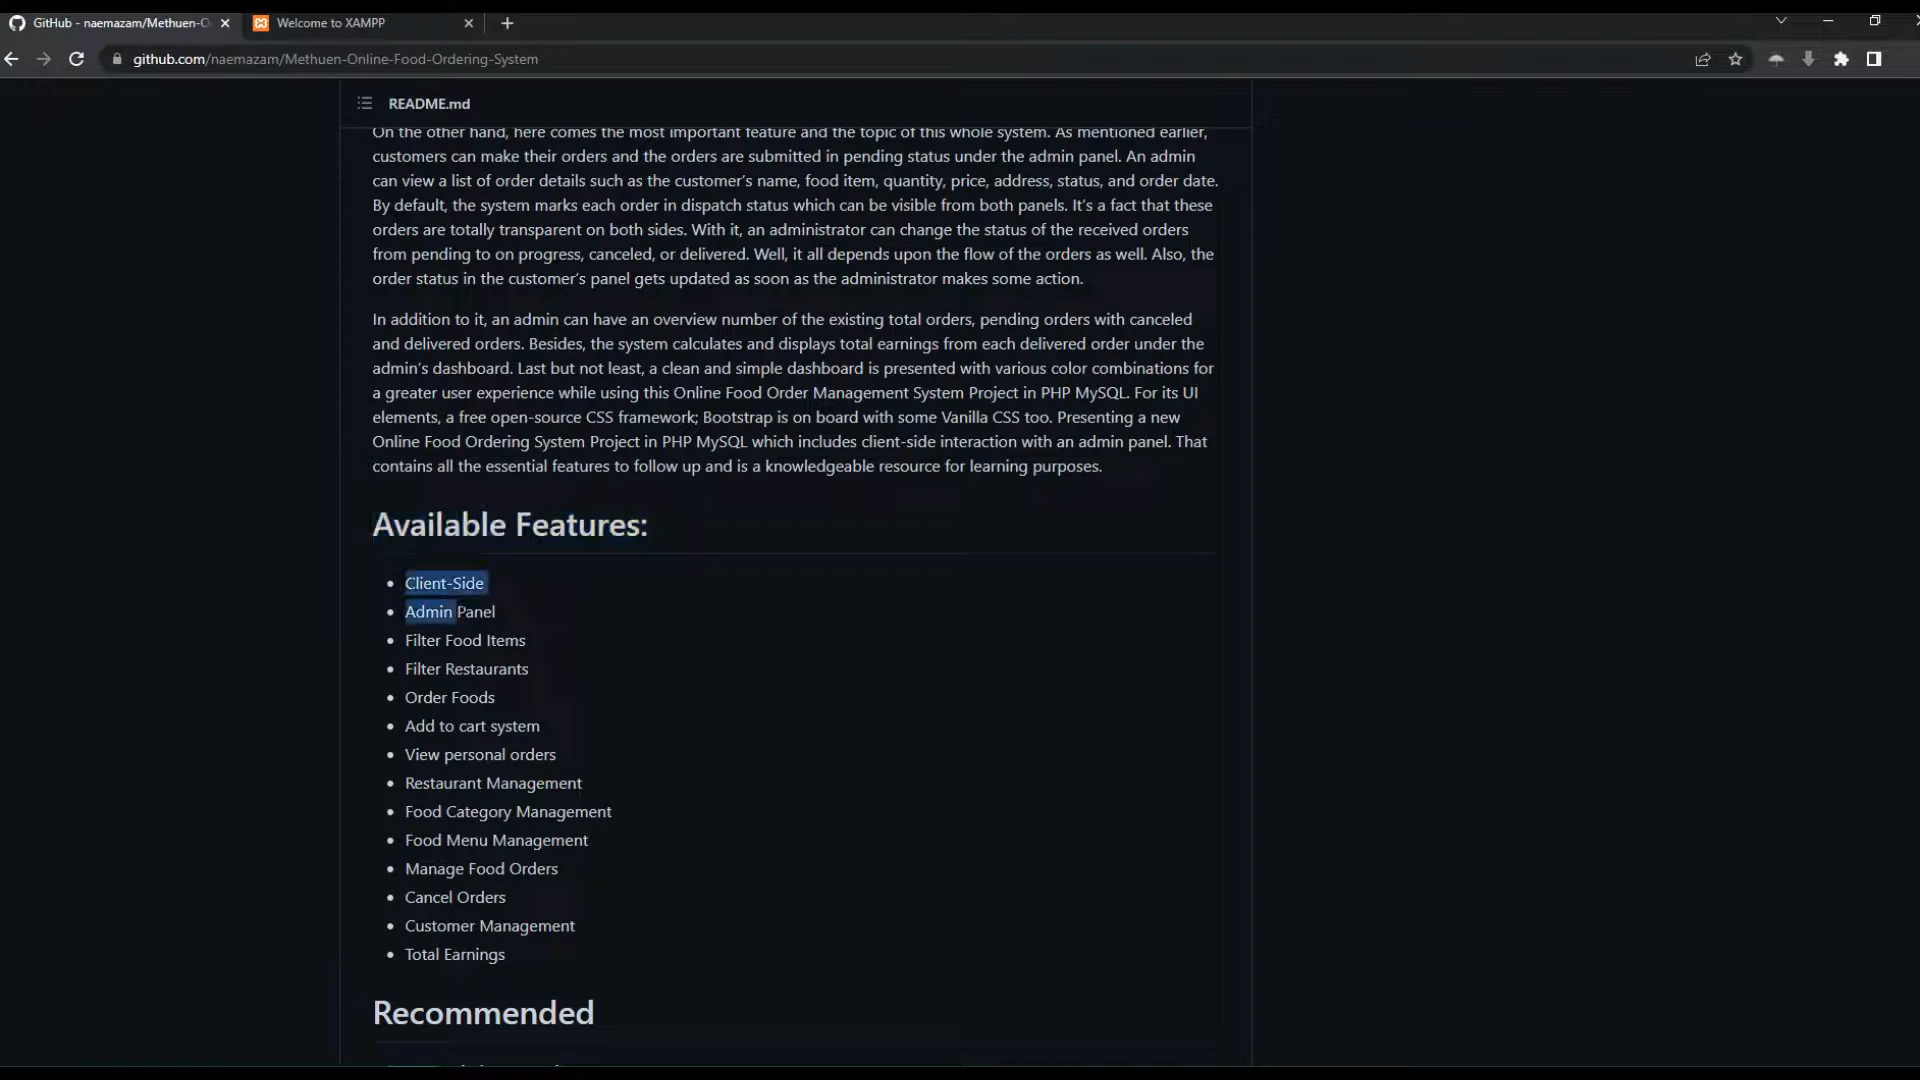 GitHub - naemazam/Methuen-O
Welcome to XAMPP
github.com/naemazam/Methuen-Online-Food-Ordering-System
README.md
On the other hand, here comes the most important feature and the topic of this whole system. As mentioned earlier,
customers can make their orders and the orders are submitted in pending status under the admin panel. An admin
can view a list of order details such as the customer’s name, food item, quantity, price, address, status, and order date.
By default, the system marks each order in dispatch status which can be visible from both panels. It’s a fact that these
orders are totally transparent on both sides. With it, an administrator can change the status of the received orders
from pending to on progress, canceled, or delivered. Well, it all depends upon the flow of the orders as well. Also, the
order status in the customer’s panel gets updated as soon as the administrator makes some action.
In addition to it, an admin can have an overview number of the existing total orders, pending orders with canceled
and delivered orders. Besides, the system calculates and displays total earnings from each delivered order under the
admin’s dashboard. Last but not least, a clean and simple dashboard is presented with various color combinations for
a greater user experience while using this Online Food Order Management System Project in PHP MySQL. For its UI
elements, a free open-source CSS framework; Bootstrap is on board with some Vanilla CSS too. Presenting a new
Online Food Ordering System Project in PHP MySQL which includes client-side interaction with an admin panel. That
contains all the essential features to follow up and is a knowledgeable resource for learning purposes.
Available Features:
• Client-Side
• Admin Panel
• Filter Food Items
• Filter Restaurants
• Order Foods
• Add to cart system
• View personal orders
• Restaurant Management
• Food Category Management
• Food Menu Management
• Manage Food Orders
• Cancel Orders
• Customer Management
• Total Earnings
Recommended